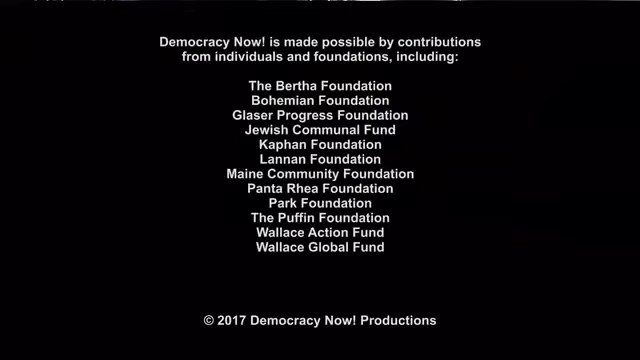 Democracy Now! is made possible by contributions
from individuals and foundations, including:
The Bertha Foundation
Bohemian Foundation
Glaser Progress Foundation
Jewish Communal Fund
Kaphan Foundation
Lannan Foundation
Maine Community Foundation
Panta Rhea Foundation
Park Foundation
The Puffin Foundation
Wallace Action Fund
Wallace Global Fund
© 2017 Democracy Now! Productions